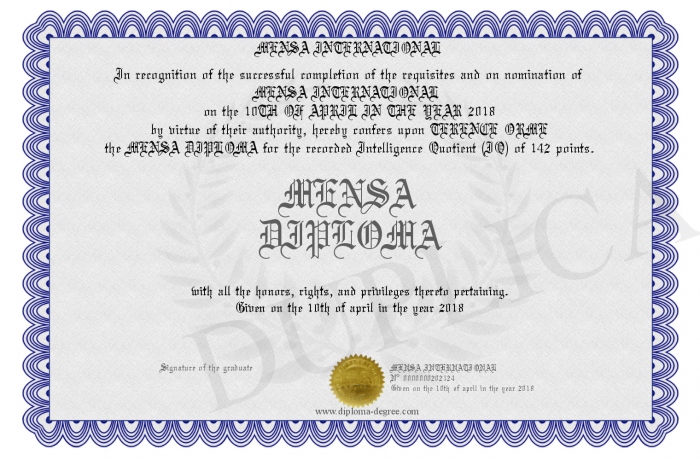 MENSA INTERNATIONAL
In recognition of the successful completion of the requisites and on nomination of
MENSA INTERNATIONAL
on the 10TH OF APRIL IN THE YEAR 2018
by virtue of their authority, hereby confers upon TERENCE ORME
the MENSA DIPLOMA for the recorded Intelligence Quotient (IQ) of 142 points.
MENSA
DIPLOMA
DUPLICA
with all the honors, rights, and privileges thereto pertaining.
Given on the 10th of april in the year 2018
Signature of the graduate
MENSA INTERNATIONAL
Nº 0000000202124
Given on the 10th of april in the year 2018
www.diploma-degree.com